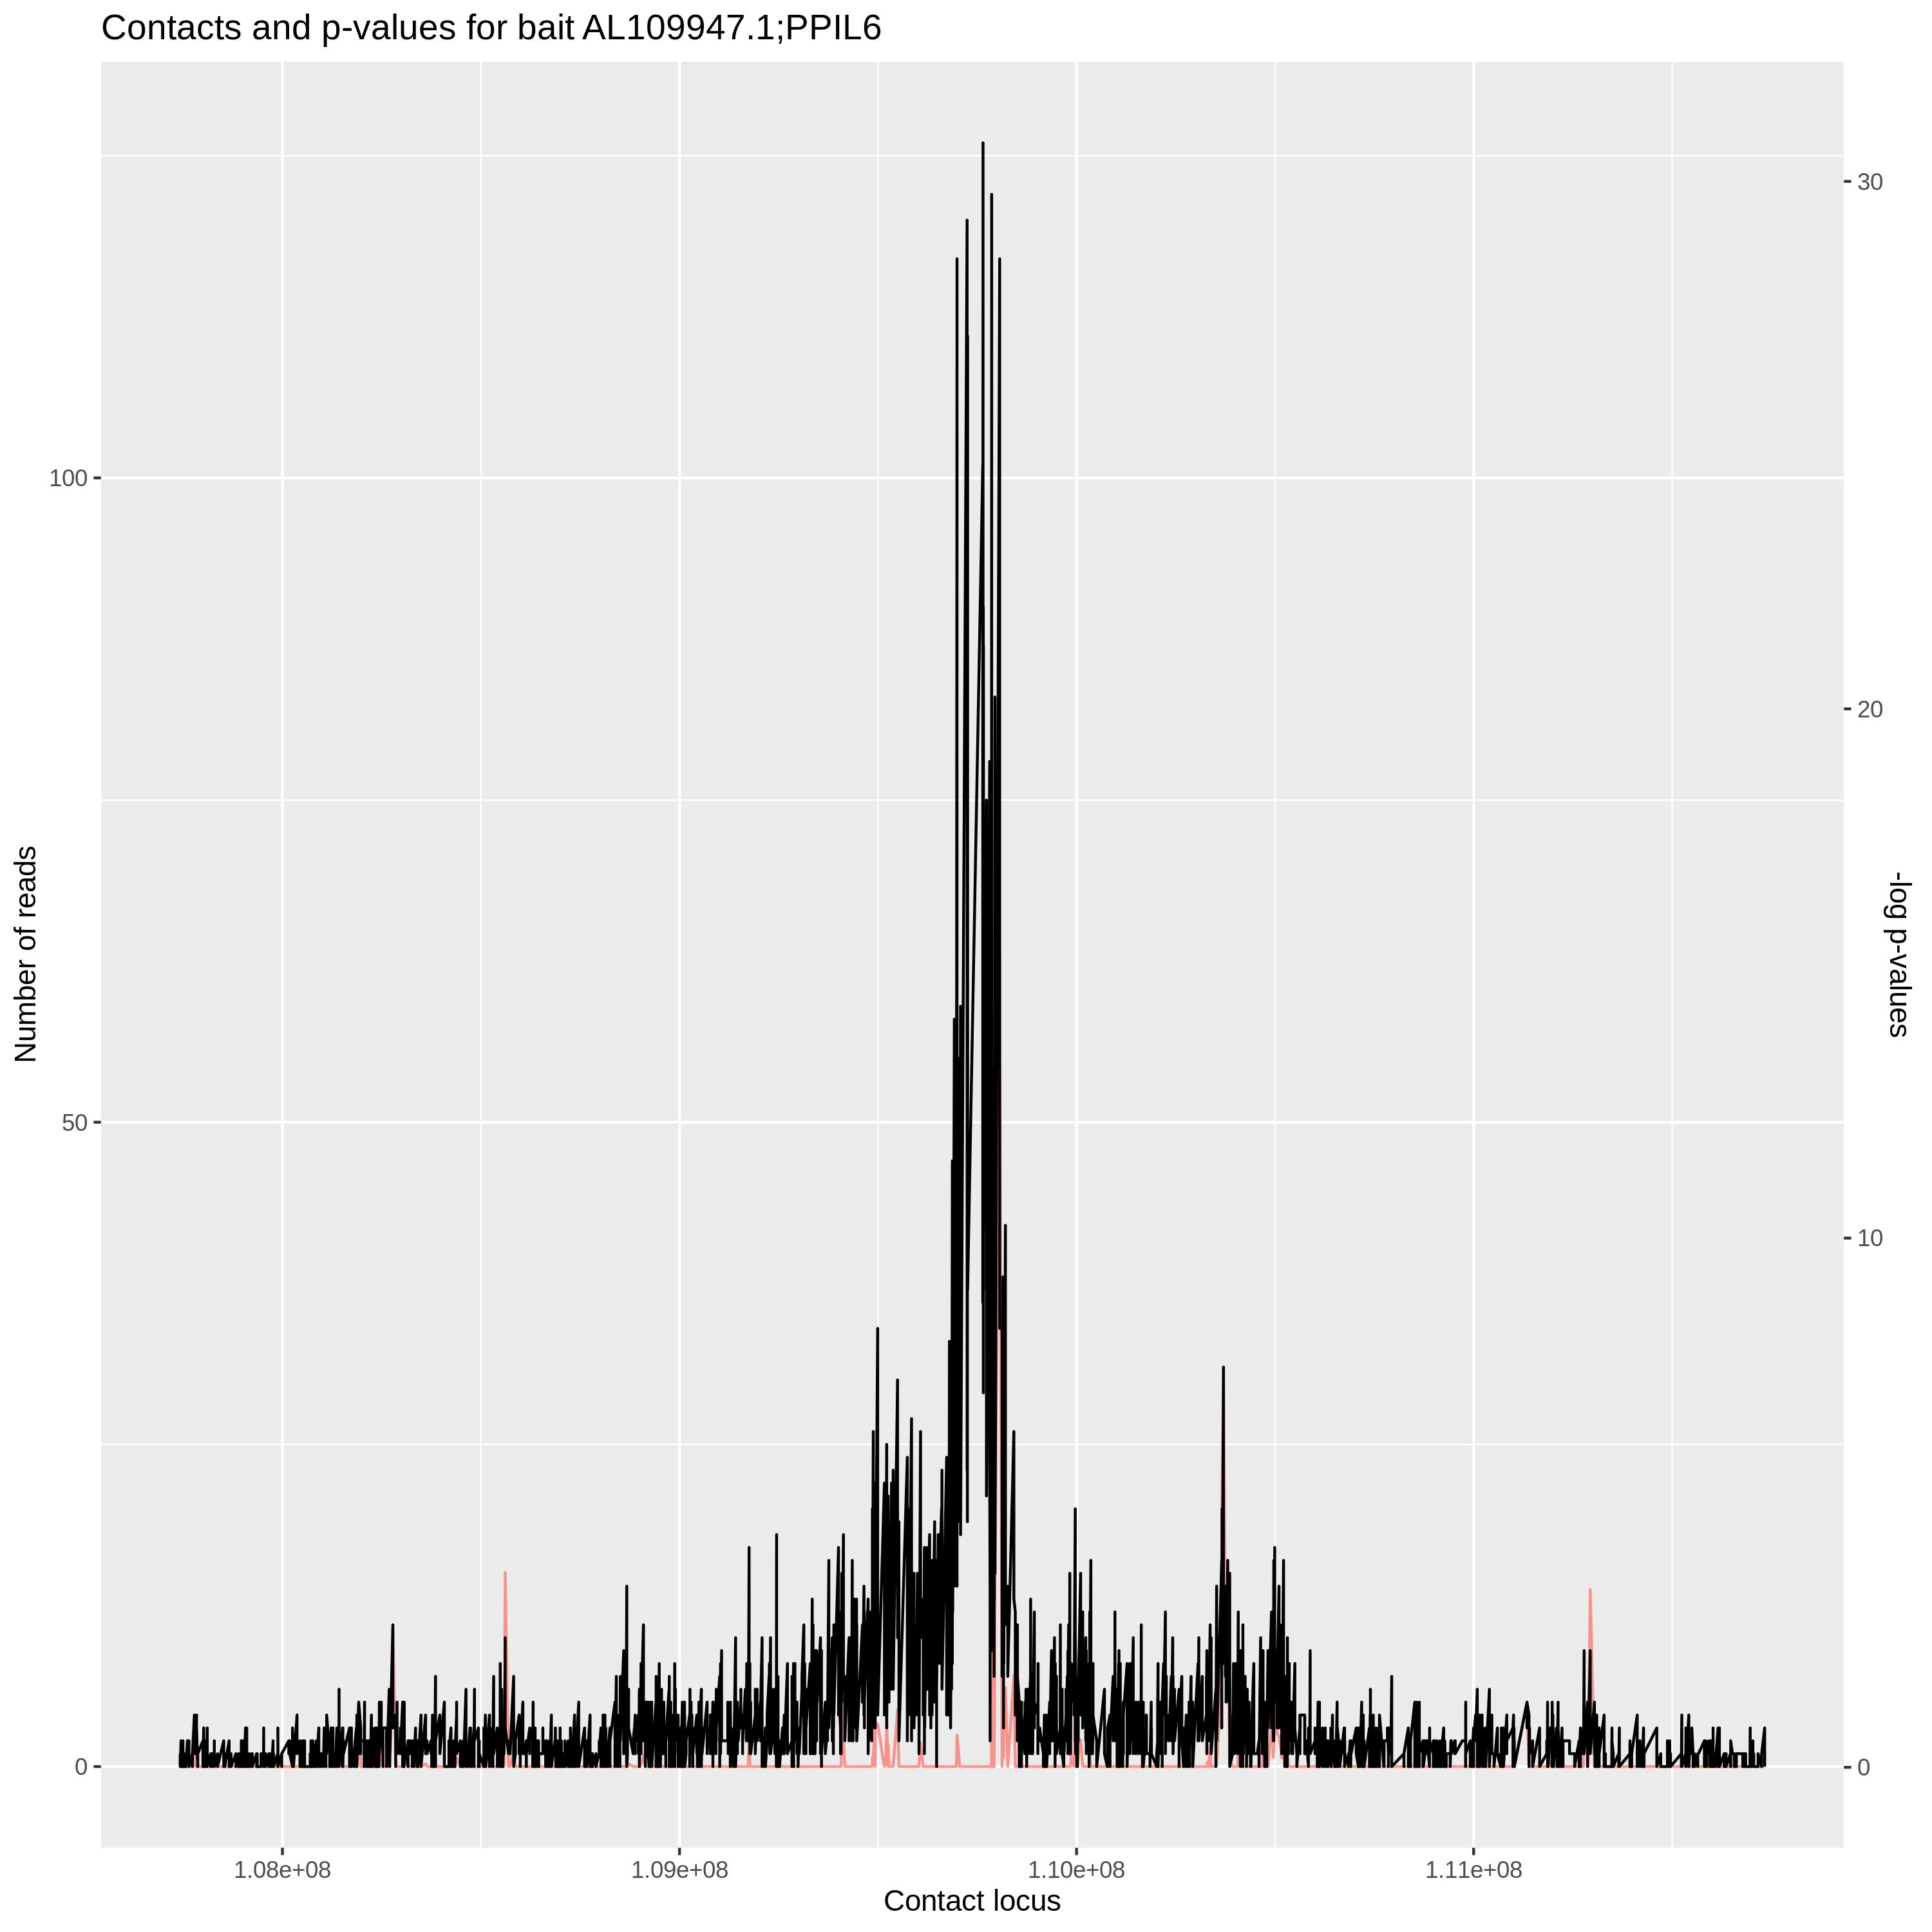 Contacts and p-values for bait AL109947.1;PPIL6
30
100
20
Number of reads
-log p-values
50
10
0
0
1.08e+08
1.09e+08
1.10e+08
1.11e+08
Contact locus